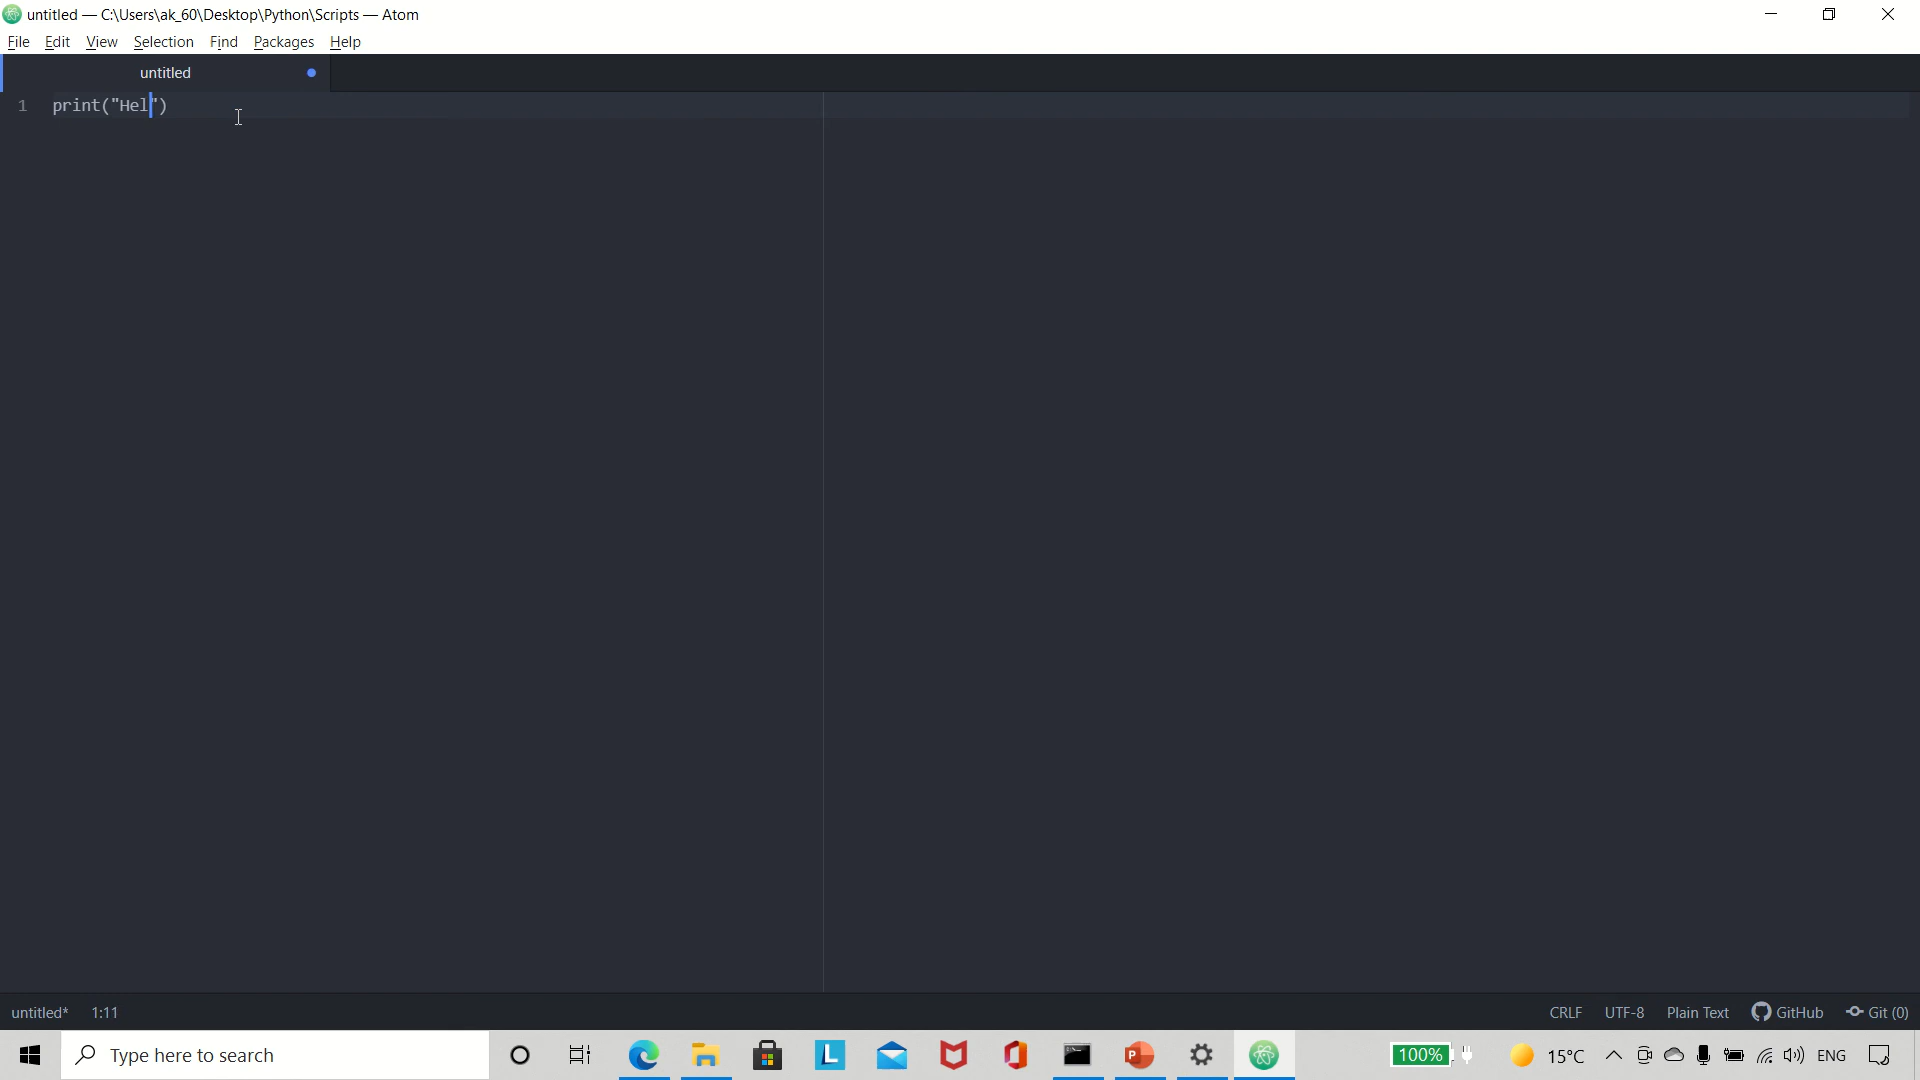 untitled — C:\Users\ak_60\Desktop\Python\Scripts — Atom
File Edit View Selection Find Packages Help
untitled
1 print("Hel")
untitled* 1:11 CRLF UTF-8 Plain Text GitHub Git (0)
Type here to search L P 100% 15°C ENG